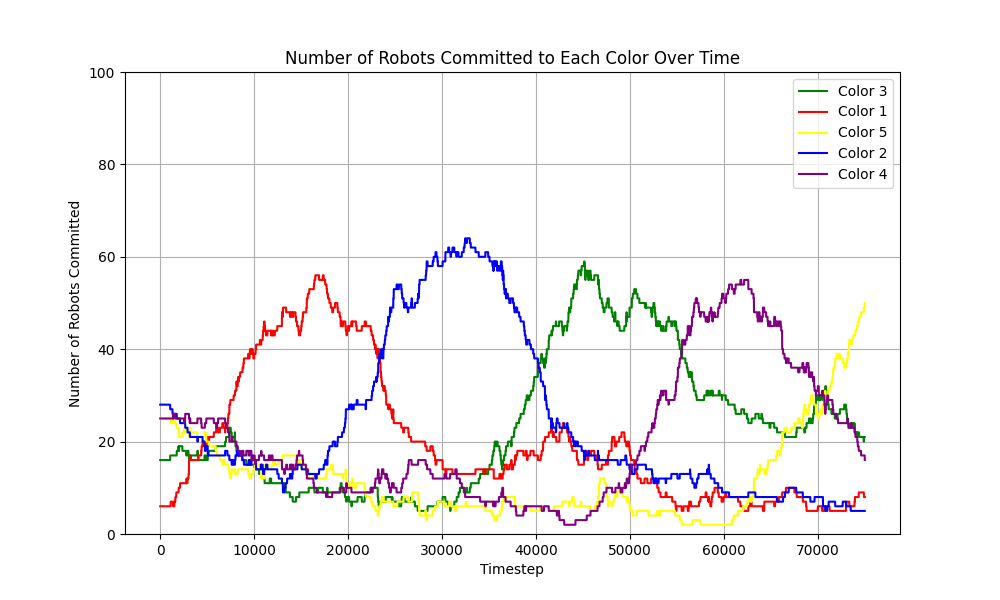 Number of Robots Committed to Each Color Over Time
Number of Robots Committed
100
80
60
40
20
0
Color 3
Color 1
Color 5
Color 2
Color 4
0 10000 20000 30000 40000 50000 60000 70000
Timestep